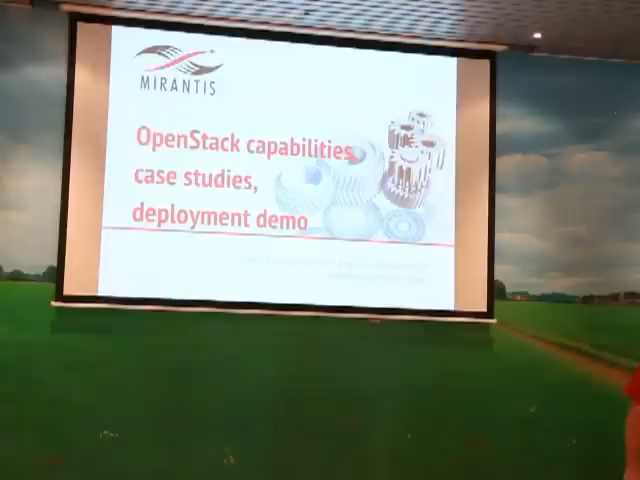 MIRANTIS
OpenStack capabilities,
case studies,
deployment demo